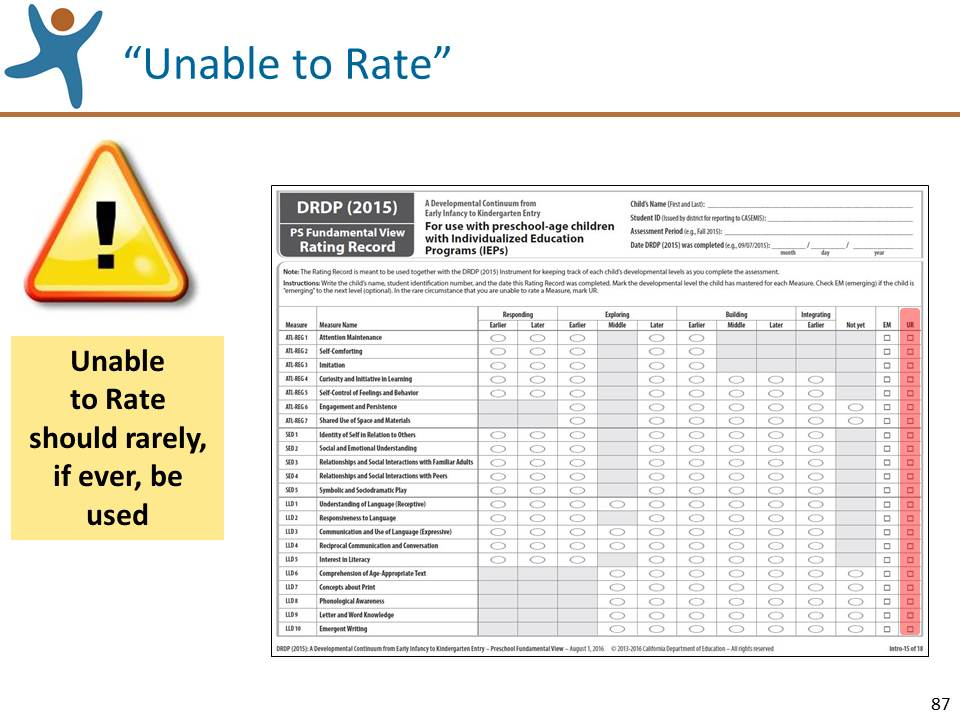 “Unable to Rate”
Unable
to Rate
should rarely,
if ever, be
used
DRDP (2015)
PS Fundamental View
Rating Record
A Developmental Continuum from
Early Infancy to Kindergarten Entry
For use with preschool-age children
with Individualized Education
Programs (IEPs)
Child's Name (First and Last):
Student ID (Issued by district for reporting to CASEMIS):
Assessment Period (e.g., Fall 2015):
Date DRDP (2015) was completed (e.g., 09/07/2015): / /
month day year
Note: The Rating Record is meant to be used together with the DRDP (2015) Instrument for keeping track of each child's developmental levels as you complete the assessment.
Instructions: Write the child's name, student identification number, and the date this Rating Record was completed. Mark the developmental level the child has mastered for each Measure. Check EM (emerging) if the child is
"emerging" to the next level (optional). In the rare circumstance that you are unable to rate a Measure, mark UR.
Responding Exploring Building Integrating
Measure Measure Name Earlier Later Earlier Middle Later Earlier Middle Later Earlier Not yet EM UR
ATL-REG 1 Attention Maintenance
ATL-REG 2 Self-Comforting
ATL-REG 3 Imitation
ATL-REG 4 Curiosity and Initiative in Learning
ATL-REG 5 Self-Control of Feelings and Behavior
ATL-REG 6 Engagement and Persistence
ATL-REG 7 Shared Use of Space and Materials
SED 1 Identity of Self in Relation to Others
SED 2 Social and Emotional Understanding
SED 3 Relationships and Social Interactions with Familiar Adults
SED 4 Relationships and Social Interactions with Peers
SED 5 Symbolic and Sociodramatic Play
LLD 1 Understanding of Language (Receptive)
LLD 2 Responsiveness to Language
LLD 3 Communication and Use of Language (Expressive)
LLD 4 Reciprocal Communication and Conversation
LLD 5 Interest in Literacy
LLD 6 Comprehension of Age-Appropriate Text
LLD 7 Concepts about Print
LLD 8 Phonological Awareness
LLD 9 Letter and Word Knowledge
LLD 10 Emergent Writing
DRDP (2015): A Developmental Continuum from Early Infancy to Kindergarten Entry – Preschool Fundamental View – August 1, 2016 © 2013-2016 California Department of Education – All rights reserved Intro-15 of 18
87